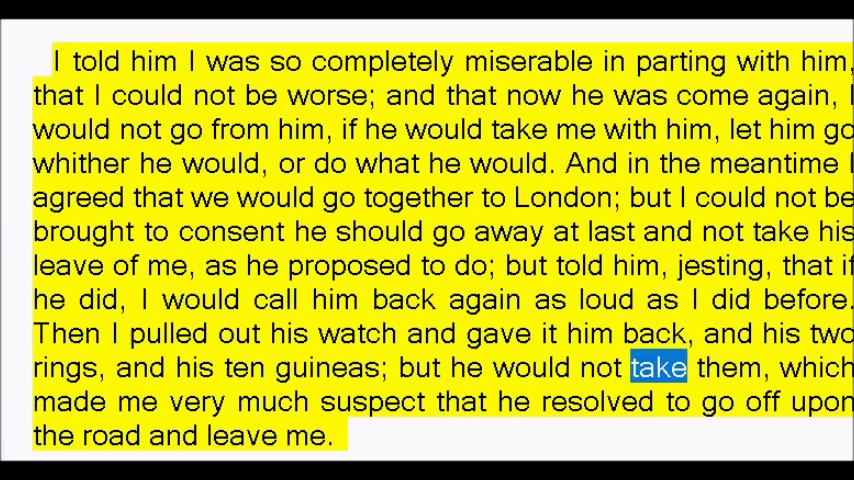 I told him I was so completely miserable in parting with him,
that I could not be worse; and that now he was come again, I
would not go from him, if he would take me with him, let him go
whither he would, or do what he would. And in the meantime I
agreed that we would go together to London; but I could not be
brought to consent he should go away at last and not take his
leave of me, as he proposed to do; but told him, jesting, that if
he did, I would call him back again as loud as I did before.
Then I pulled out his watch and gave it him back, and his two
rings, and his ten guineas; but he would not take them, which
made me very much suspect that he resolved to go off upon
the road and leave me.